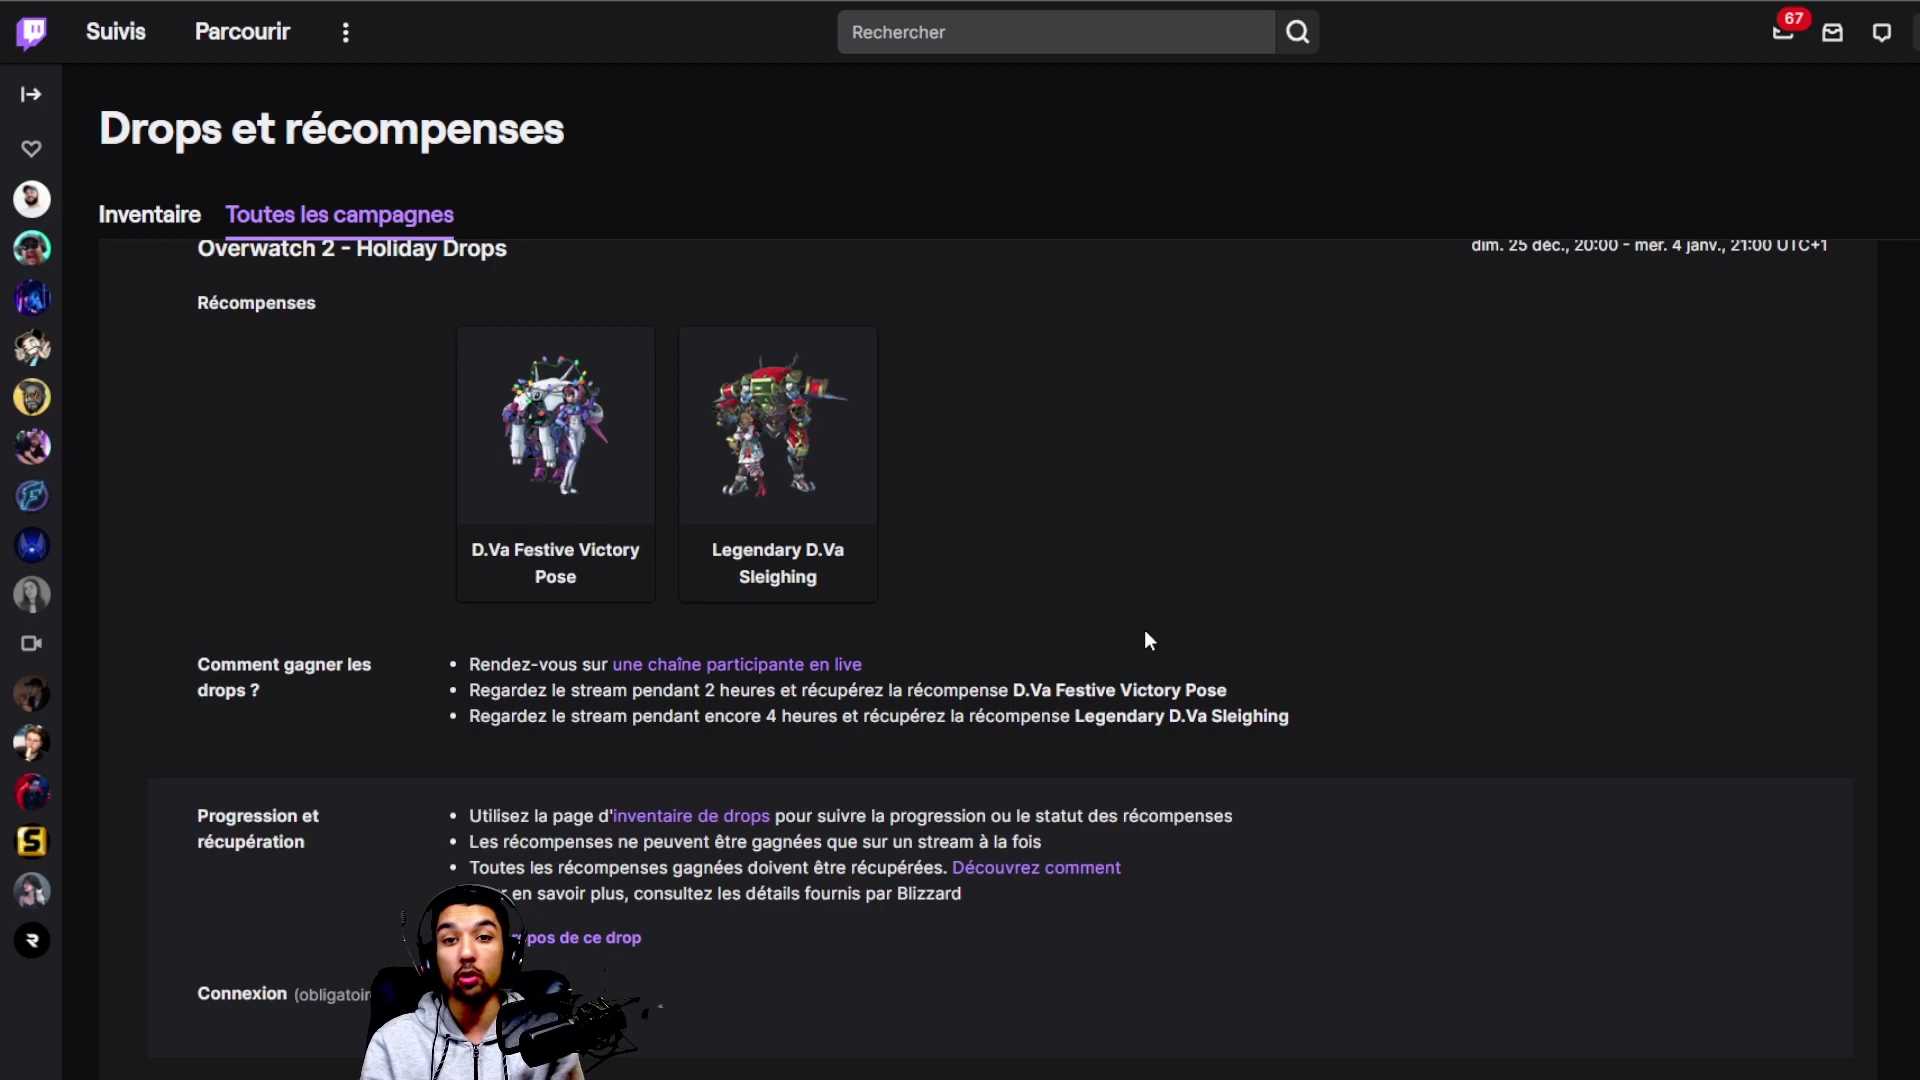 Suivis
Parcourir
Rechercher
67
Drops et récompenses
Inventaire
Toutes les campagnes
Overwatch 2 - Holiday Drops
dim. 25 déc., 20:00 - mer. 4 janv., 21:00 UTC+1
Récompenses
D.Va Festive Victory
Pose
Legendary D.Va
Sleighing
Comment gagner les
drops ?
• Rendez-vous sur une chaîne participante en live
• Regardez le stream pendant 2 heures et récupérez la récompense D.Va Festive Victory Pose
• Regardez le stream pendant encore 4 heures et récupérez la récompense Legendary D.Va Sleighing
Progression et
récupération
• Utilisez la page d'inventaire de drops pour suivre la progression ou le statut des récompenses
• Les récompenses ne peuvent être gagnées que sur un stream à la fois
• Toutes les récompenses gagnées doivent être récupérées. Découvrez comment
en savoir plus, consultez les détails fournis par Blizzard
de ce drop
Connexion